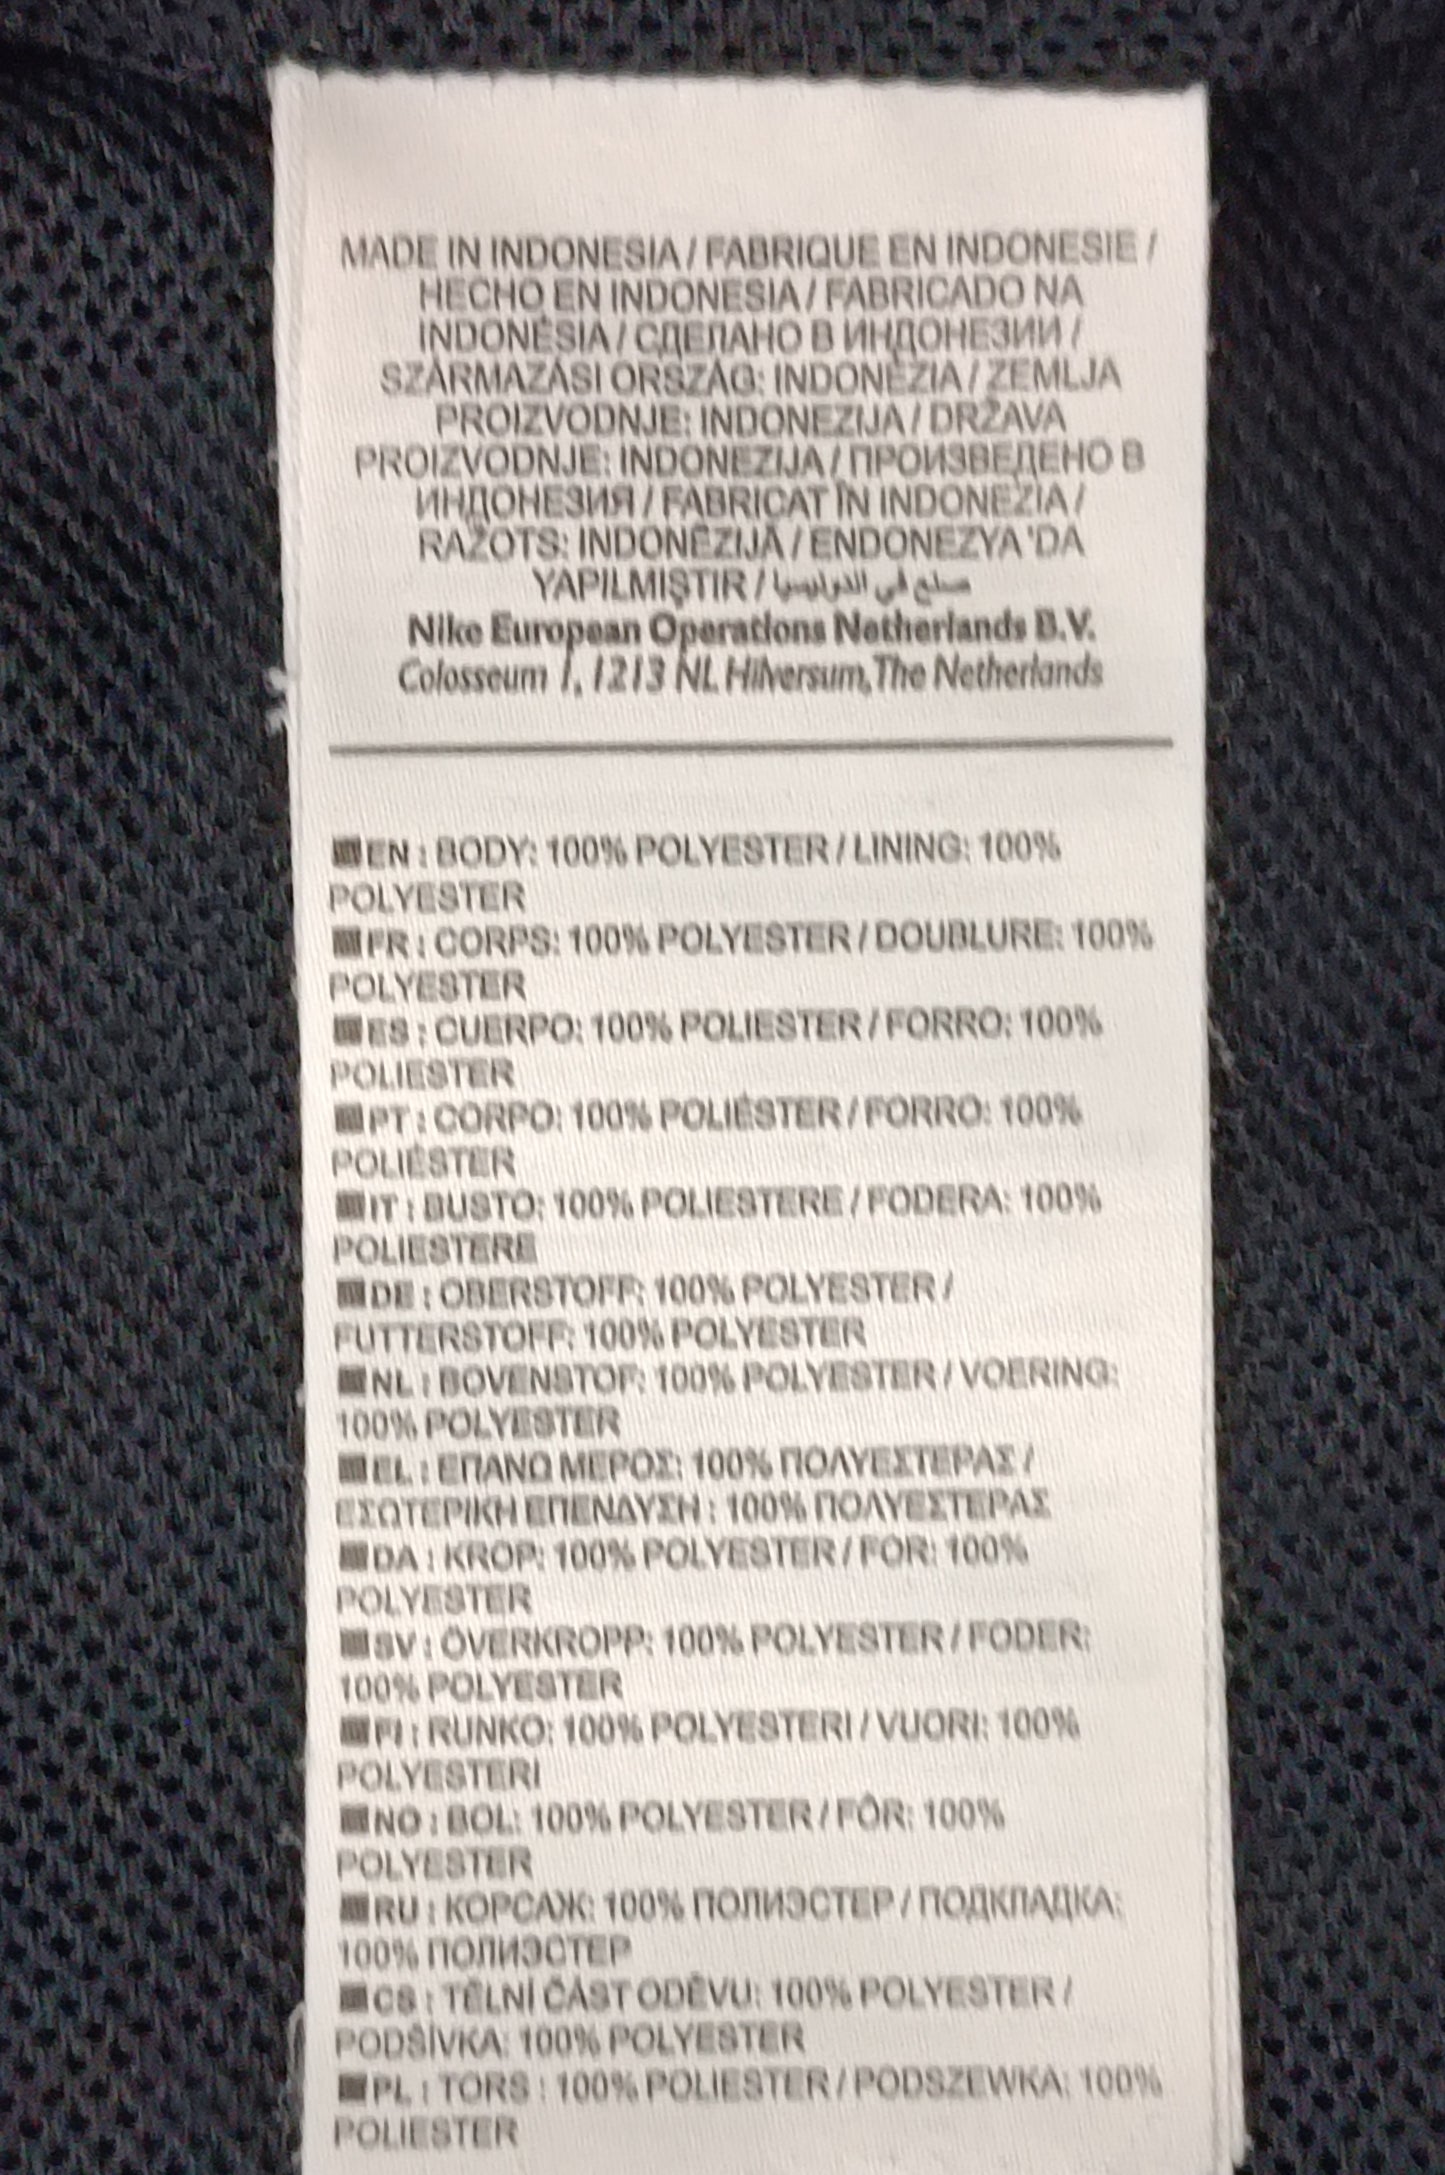 MADE IN INDONESIA / FABRIQUE EN INDONESIE /
HECHO EN INDONESIA / FABRICADO NA
INDONÉSIA / СДЕЛАНО В ИНДОНЕЗИИ /
SZÁRMAZÁSI ORSZÁG: INDONÉZIA / ZEMLJA
PROIZVODNJE: INDONEZIJA / DRŽAVA
PROIZVODNJE: INDONEZIJA / ПРОИЗВЕДЕНО В
ИНДОНЕЗИЯ / FABRICAT ÎN INDONEZIA /
RAŽOTS: INDONĒZIJĀ / ENDONEZYA 'DA
YAPILMIŞTIR / صنع في اندونيسيا
Nike European Operations Netherlands B.V.
Colosseum 1, 1213 NL Hilversum, The Netherlands
EN : BODY: 100% POLYESTER / LINING: 100%
POLYESTER
FR : CORPS: 100% POLYESTER / DOUBLURE: 100%
POLYESTER
ES : CUERPO: 100% POLIESTER / FORRO: 100%
POLIESTER
PT : CORPO: 100% POLIÉSTER / FORRO: 100%
POLIÉSTER
IT : BUSTO: 100% POLIESTERE / FODERA: 100%
POLIESTERE
DE : OBERSTOFF: 100% POLYESTER /
FUTTERSTOFF: 100% POLYESTER
NL : BOVENSTOF: 100% POLYESTER / VOERING:
100% POLYESTER
EL : ΕΠΑΝΩ ΜΕΡΟΣ: 100% ΠΟΛΥΕΣΤΕΡΑΣ /
ΕΣΩΤΕΡΙΚΗ ΕΠΕΝΔΥΣΗ : 100% ΠΟΛΥΕΣΤΕΡΑΣ
DA : KROP: 100% POLYESTER / FOR: 100%
POLYESTER
SV : ÖVERKROPP: 100% POLYESTER / FODER:
100% POLYESTER
FI : RUNKO: 100% POLYESTERI / VUORI: 100%
POLYESTERI
NO : BOL: 100% POLYESTER / FÔR: 100%
POLYESTER
RU : КОРСАЖ: 100% ПОЛИЭСТЕР / ПОДКЛАДКА:
100% ПОЛИЭСТЕР
CS : TĚLNÍ ČÁST ODĚVU: 100% POLYESTER /
PODŠÍVKA: 100% POLYESTER
PL : TORS : 100% POLIESTER / PODSZEWKA: 100%
POLIESTER